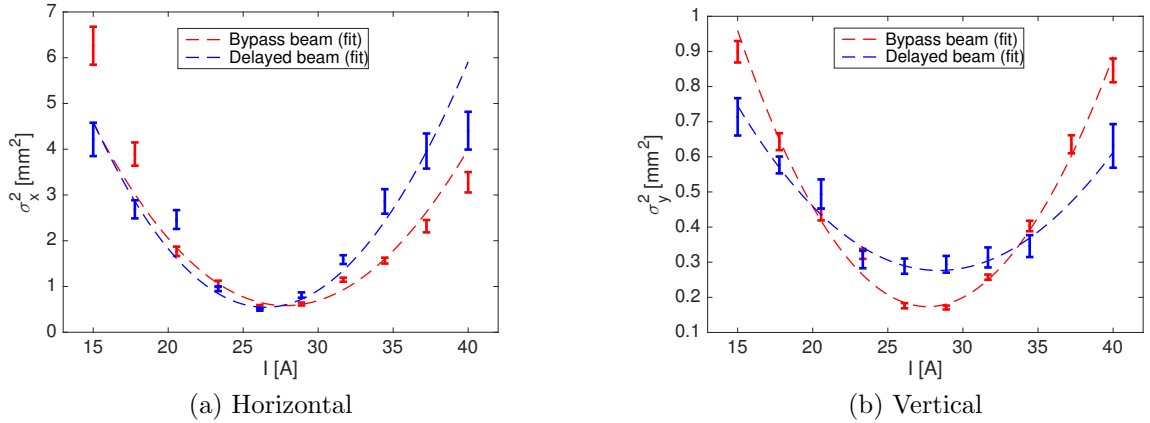 7
6
5
4
3
2
1
0
σ²ₓ [mm²]
Bypass beam (fit)
Delayed beam (fit)
15 20 25 30 35 40
I [A]
(a) Horizontal
1
0.9
0.8
0.7
0.6
0.5
0.4
0.3
0.2
0.1
σ²ᵧ [mm²]
Bypass beam (fit)
Delayed beam (fit)
15 20 25 30 35 40
I [A]
(b) Vertical